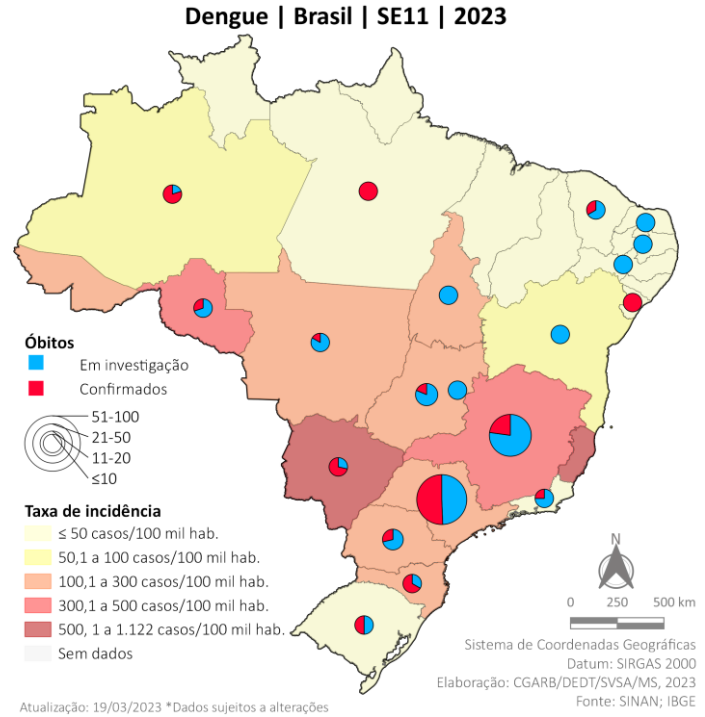 Dengue | Brasil | SE11 | 2023
Óbitos
Em investigação
Confirmados
51-100
21-50
11-20
≤10
Taxa de incidência
≤ 50 casos/100 mil hab.
50,1 a 100 casos/100 mil hab.
100,1 a 300 casos/100 mil hab.
300,1 a 500 casos/100 mil hab.
500, 1 a 1.122 casos/100 mil hab.
Sem dados
N
0 250 500 km
Sistema de Coordenadas Geográficas
Datum: SIRGAS 2000
Elaboração: CGARB/DEDT/SVSA/MS, 2023
Fonte: SINAN; IBGE
Atualização: 19/03/2023 *Dados sujeitos a alterações